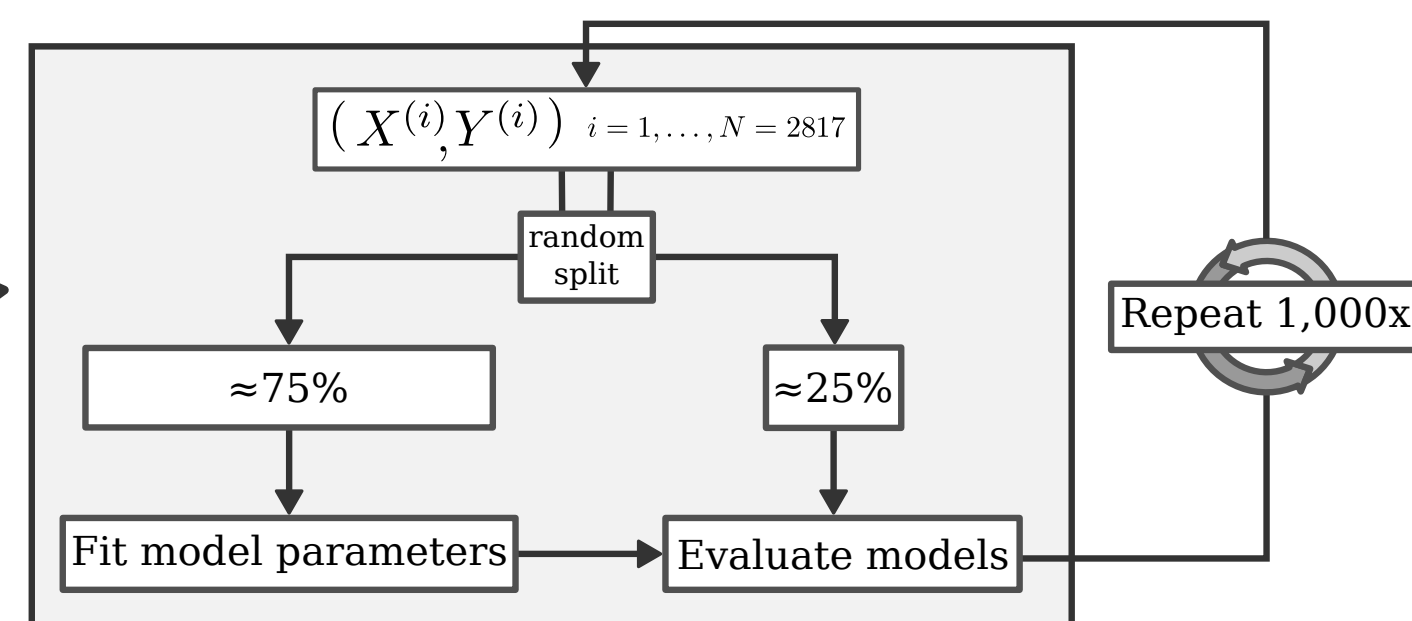 ( X^(i), Y^(i) ) i = 1, . . . , N = 2817
random
split
≈75%
≈25%
Repeat 1,000x
Fit model parameters
Evaluate models